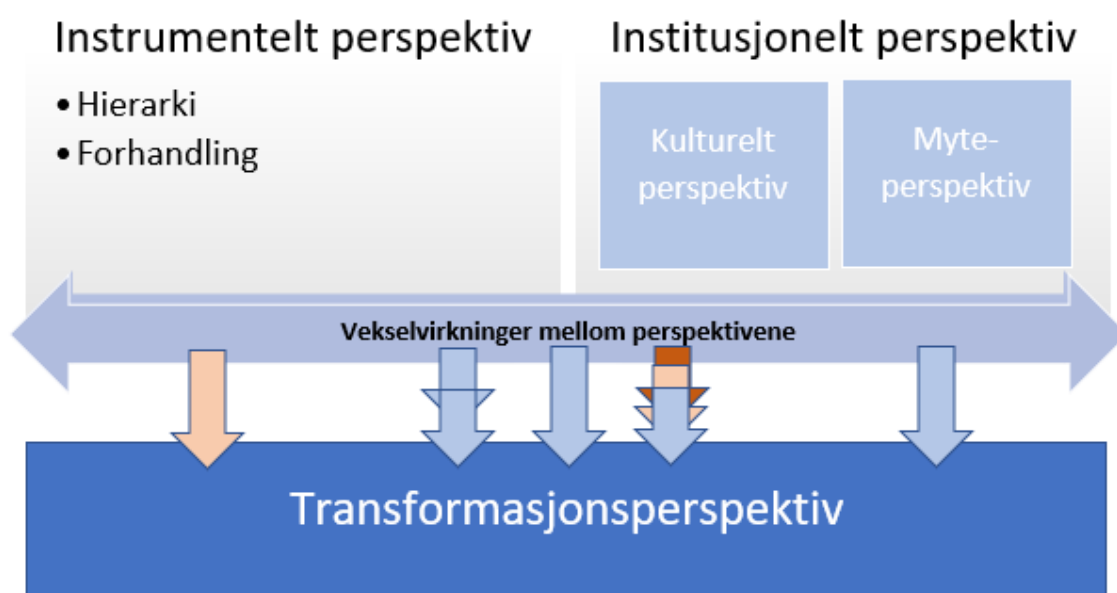 Instrumentelt perspektiv
• Hierarki
• Forhandling
Institusjonelt perspektiv
Kulturelt
perspektiv
Myte-
perspektiv
Vekselvirkninger mellom perspektivene
Transformasjonsperspektiv